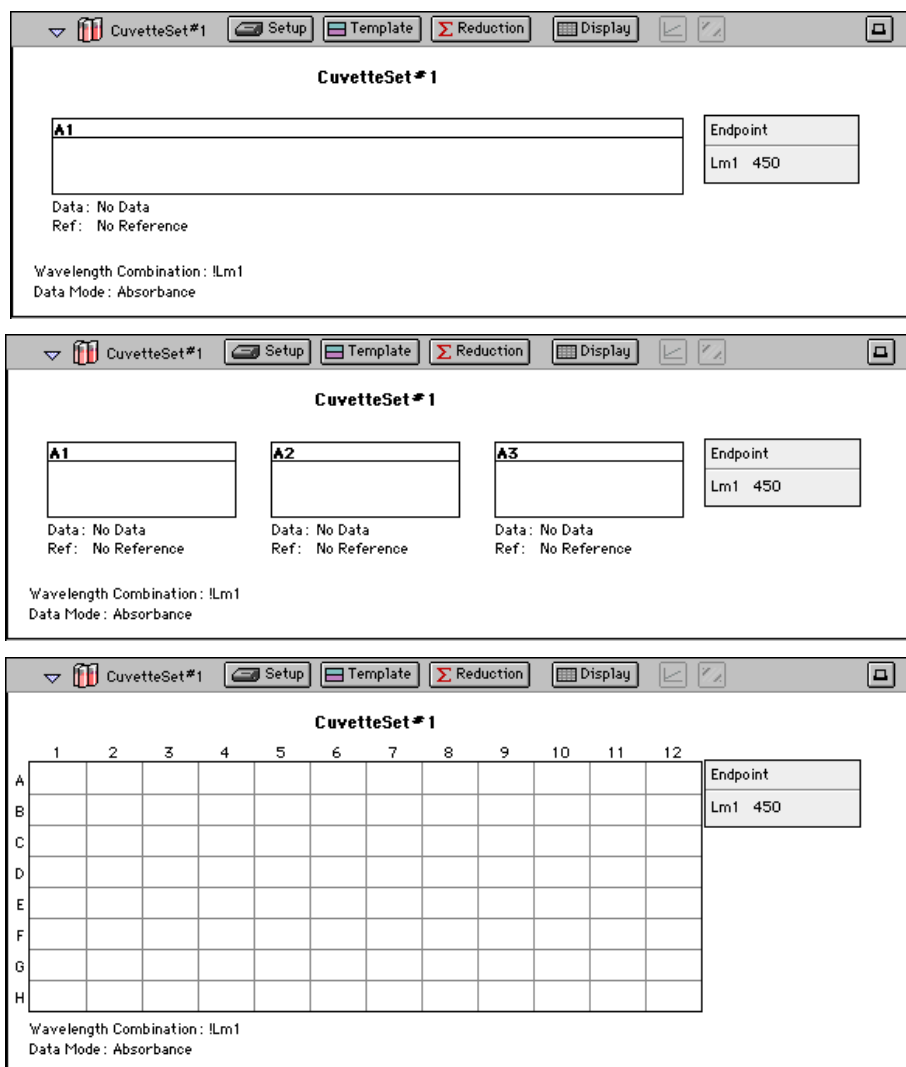 CuvetteSet#1 Setup Template Reduction Display
CuvetteSet#1
A1
Endpoint
Lm1 450
Data: No Data
Ref: No Reference
Wavelength Combination: !Lm1
Data Mode: Absorbance
CuvetteSet#1 Setup Template Reduction Display
CuvetteSet#1
A1 A2 A3
Endpoint
Lm1 450
Data: No Data Data: No Data Data: No Data
Ref: No Reference Ref: No Reference Ref: No Reference
Wavelength Combination: !Lm1
Data Mode: Absorbance
CuvetteSet#1 Setup Template Reduction Display
CuvetteSet#1
1 2 3 4 5 6 7 8 9 10 11 12
Endpoint
A
Lm1 450
B
C
D
E
F
G
H
Wavelength Combination: !Lm1
Data Mode: Absorbance